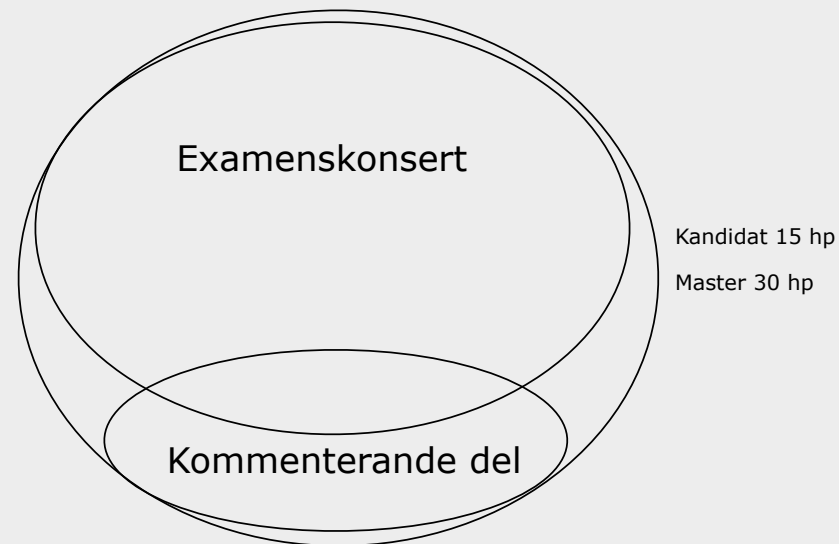 Examenskonsert
Kandidat 15 hp
Master 30 hp
Kommenterande del